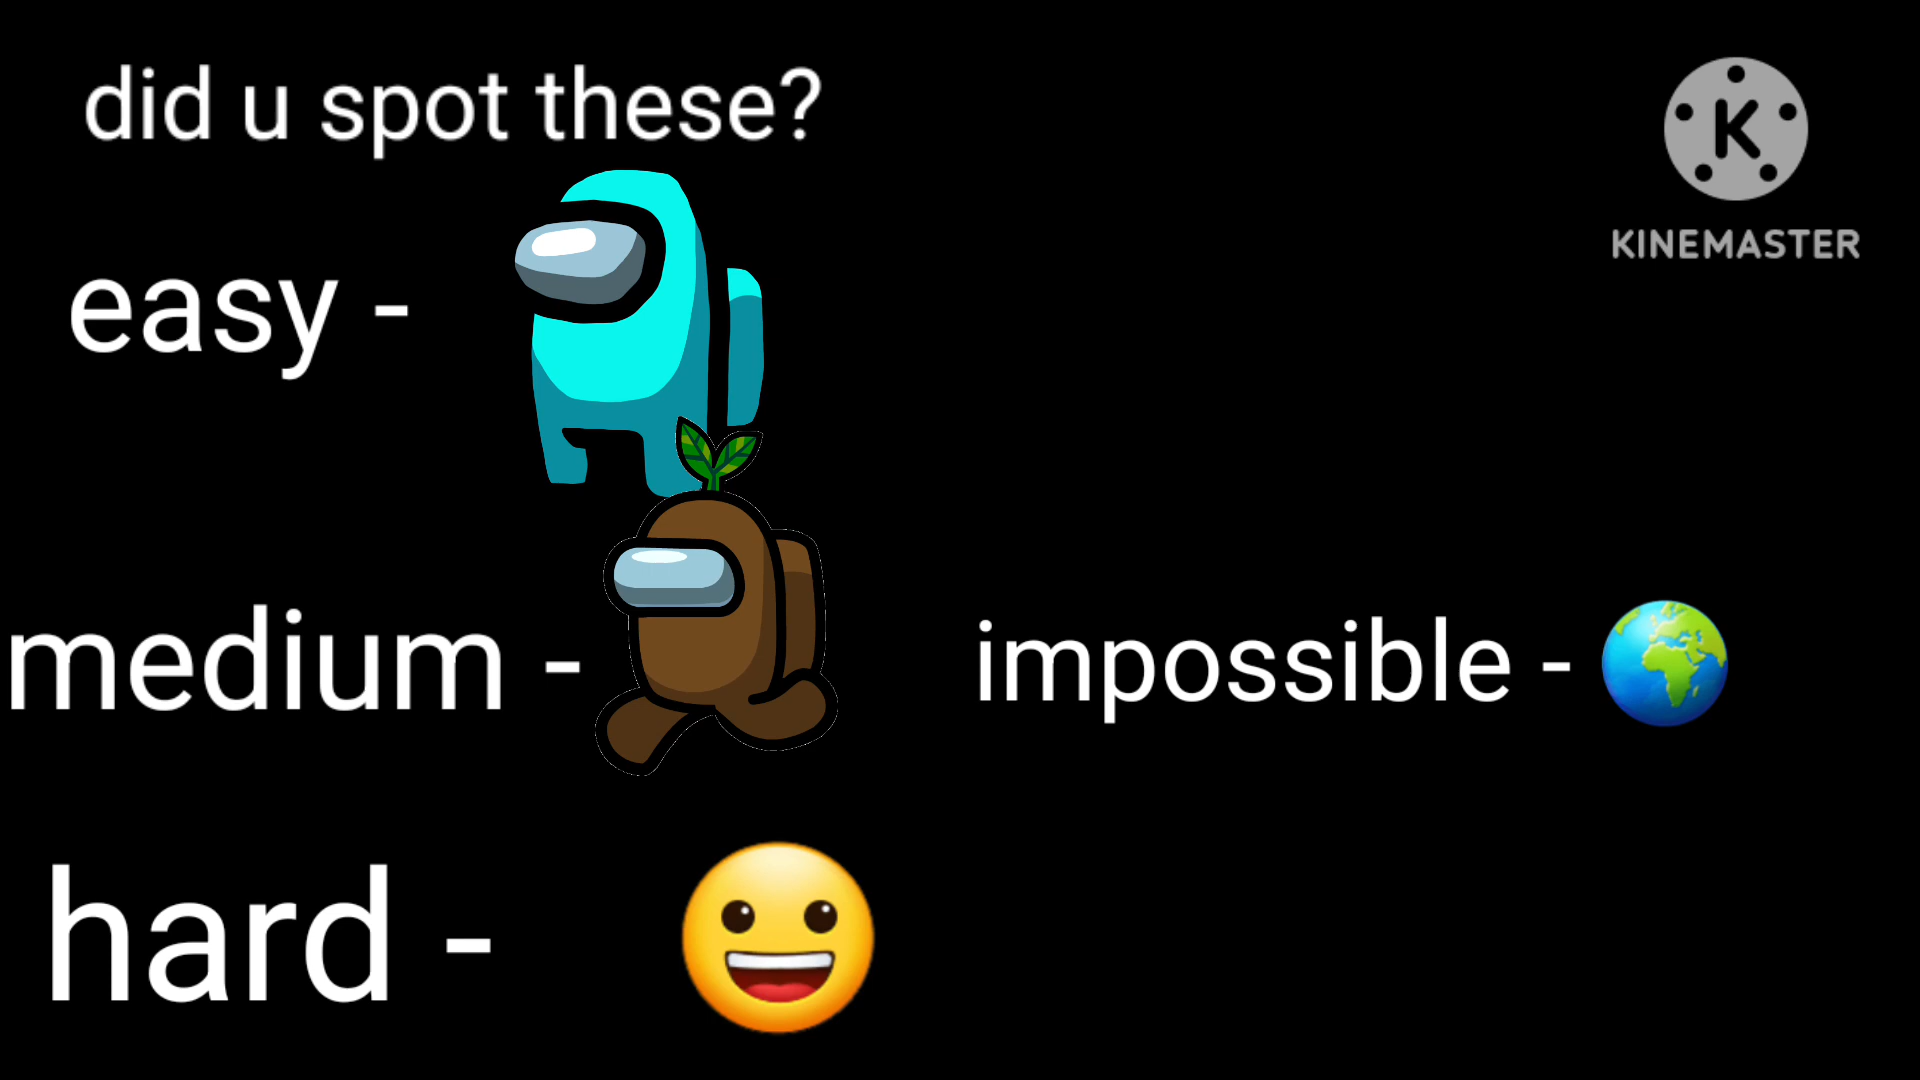 did u spot these?
K
KINEMASTER
easy -
medium -
impossible -
hard -